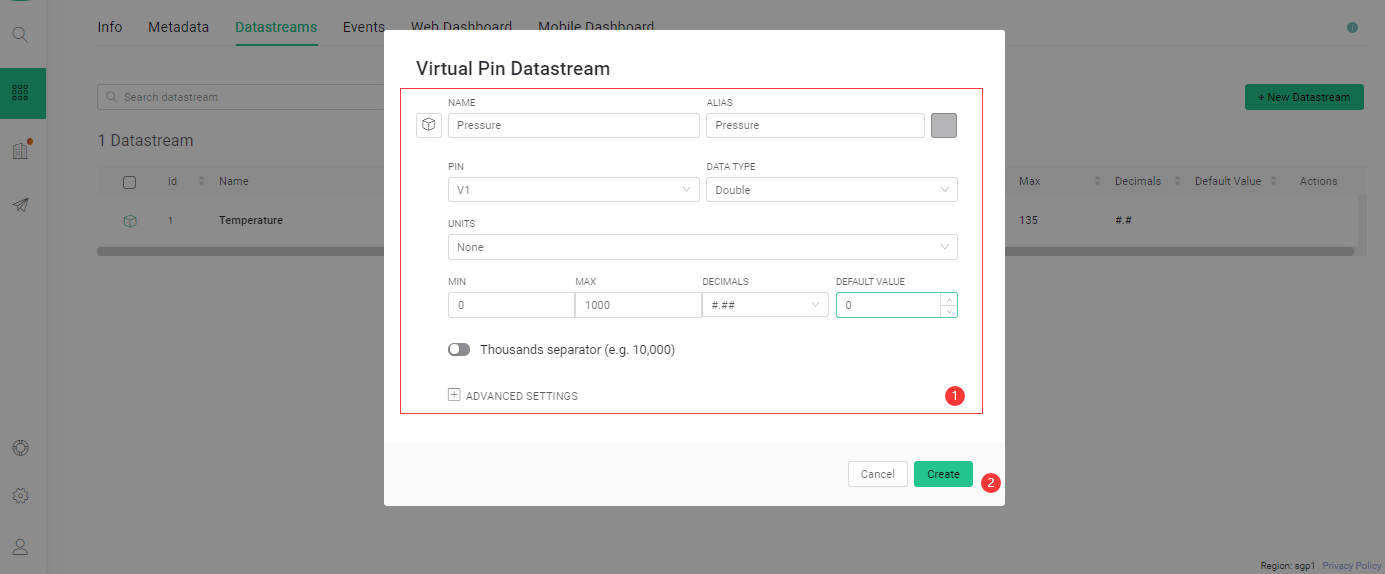 Info Metadata Datastreams Events Web Dashboard Mobile Dashboard
Virtual Pin Datastream
Search datastream
+ New Datastream
1 Datastream
Id Name Max Decimals Default Value Actions
1 Temperature 135 #.#
NAME ALIAS
Pressure Pressure
PIN DATA TYPE
V1 Double
UNITS
None
MIN MAX DECIMALS DEFAULT VALUE
0 1000 #.## 0
Thousands separator (e.g. 10,000)
ADVANCED SETTINGS
1
Cancel Create
2
Region: sgp1 Privacy Policy